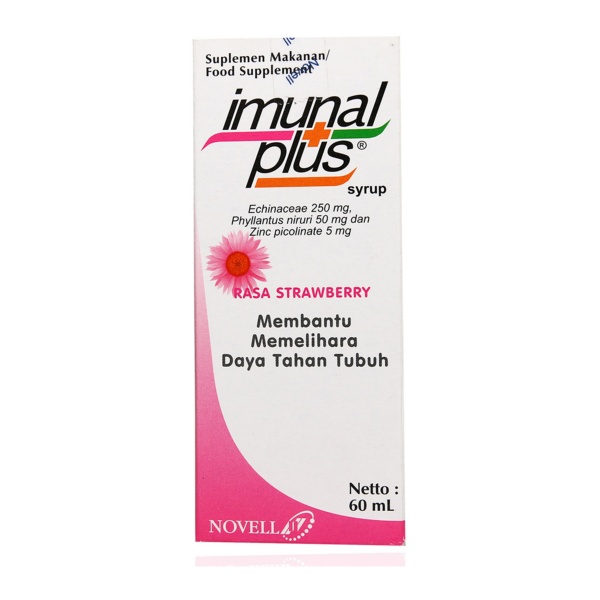 Suplemen Makanan/
Food Supplement
Novell
imunal
plus®
syrup
Echinaceae 250 mg,
Phyllantus niruri 50 mg dan
Zinc picolinate 5 mg
RASA STRAWBERRY
Membantu
Memelihara
Daya Tahan Tubuh
Netto :
60 mL
NOVELL